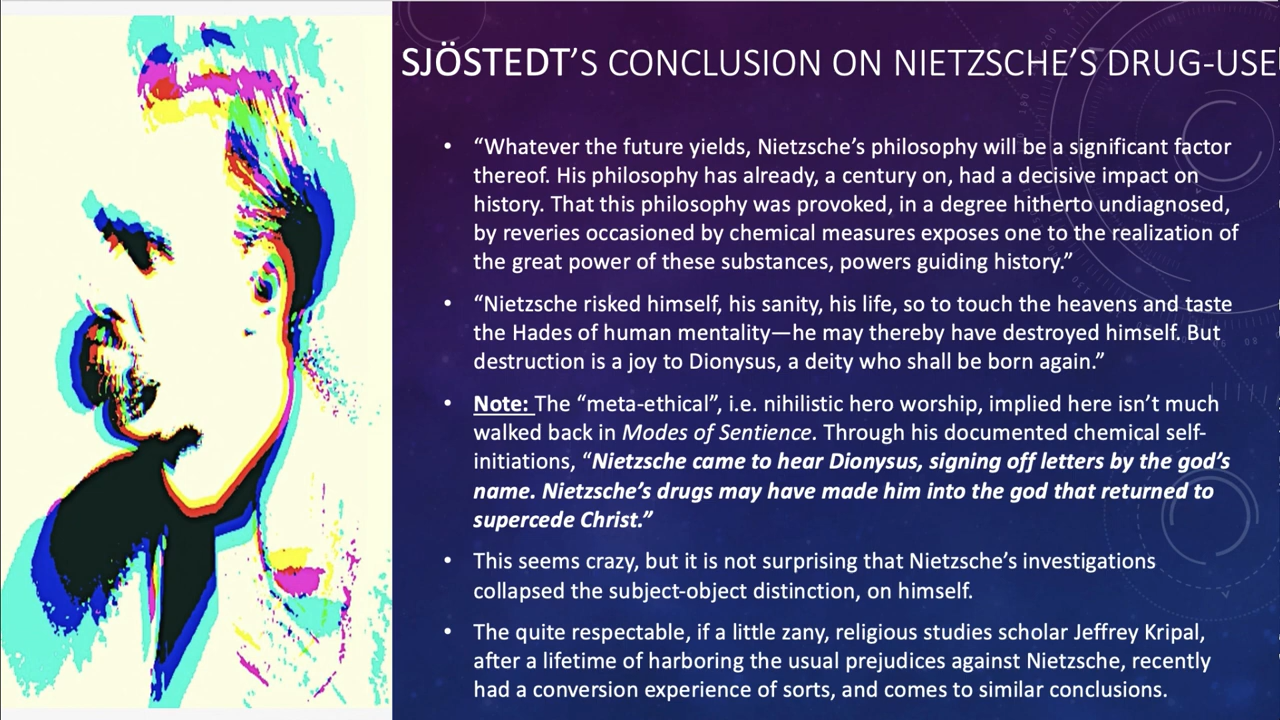 SJÖSTEDT’S CONCLUSION ON NIETZSCHE’S DRUG-USE
• “Whatever the future yields, Nietzsche’s philosophy will be a significant factor
thereof. His philosophy has already, a century on, had a decisive impact on
history. That this philosophy was provoked, in a degree hitherto undiagnosed,
by reveries occasioned by chemical measures exposes one to the realization of
the great power of these substances, powers guiding history.”
• “Nietzsche risked himself, his sanity, his life, so to touch the heavens and taste
the Hades of human mentality—he may thereby have destroyed himself. But
destruction is a joy to Dionysus, a deity who shall be born again.”
• Note: The “meta-ethical”, i.e. nihilistic hero worship, implied here isn’t much
walked back in Modes of Sentience. Through his documented chemical self-
initiations, “Nietzsche came to hear Dionysus, signing off letters by the god’s
name. Nietzsche’s drugs may have made him into the god that returned to
supercede Christ.”
• This seems crazy, but it is not surprising that Nietzsche’s investigations
collapsed the subject-object distinction, on himself.
• The quite respectable, if a little zany, religious studies scholar Jeffrey Kripal,
after a lifetime of harboring the usual prejudices against Nietzsche, recently
had a conversion experience of sorts, and comes to similar conclusions.